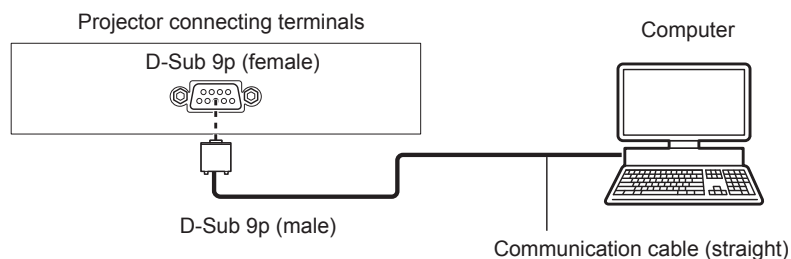 Projector connecting terminals
Computer
D-Sub 9p (female)
D-Sub 9p (male)
Communication cable (straight)